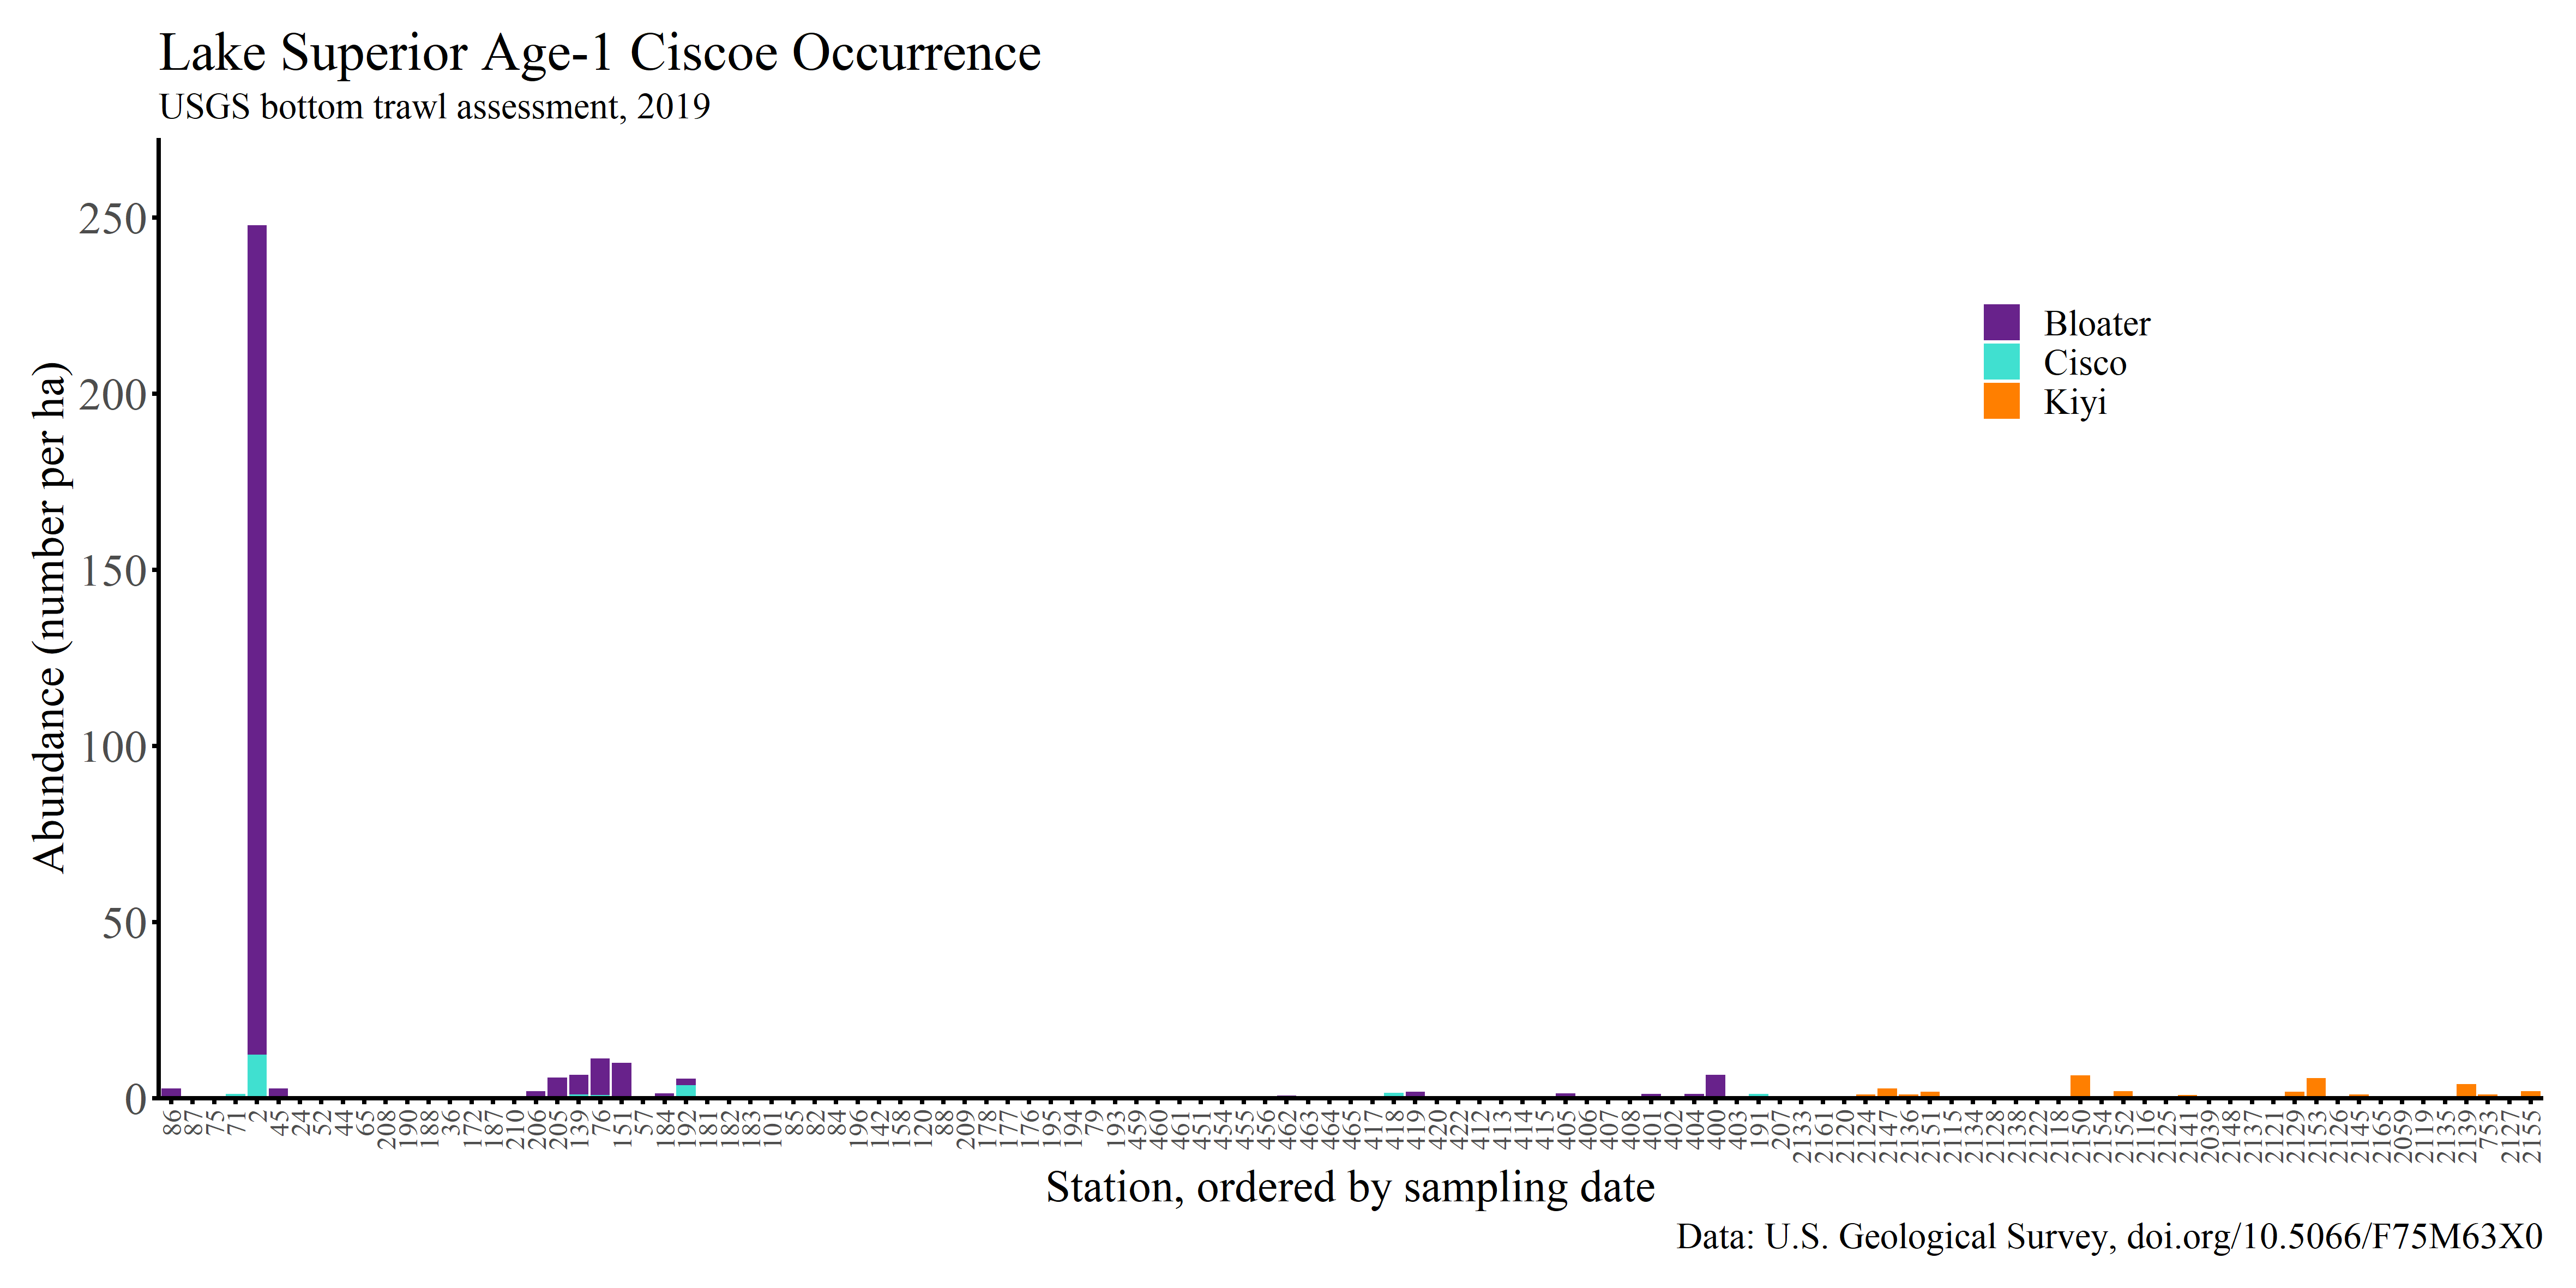 Lake Superior Age-1 Ciscoe Occurrence
USGS bottom trawl assessment, 2019
Abundance (number per ha)
250
200
150
100
50
0
Bloater
Cisco
Kiyi
86 87 75 71 2 45 24 52 44 65 208 190 188 36 172 187 210 206 205 139 76 151 57 184 192 181 182 183 101 85 82 84 196 142 158 120 88 209 178 177 176 195 194 79 193 459 460 461 451 454 455 456 462 463 464 465 417 418 419 420 422 412 413 414 415 405 406 407 408 401 402 404 400 403 191 207 2133 2161 2120 2124 2147 2136 2151 2115 2134 2128 2138 2122 2118 2150 2154 2152 2116 2125 2141 2039 2148 2137 2121 2129 2153 2126 2145 2165 2059 2119 2135 2139 753 2127 2155
Station, ordered by sampling date
Data: U.S. Geological Survey, doi.org/10.5066/F75M63X0